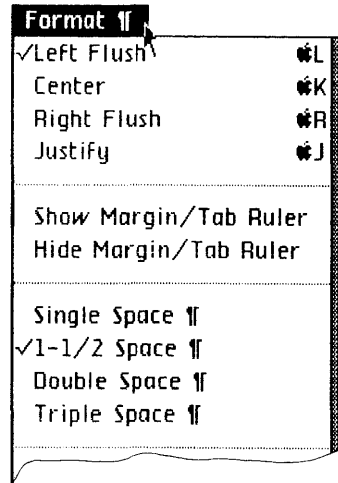 Format ¶
✓Left Flush L
Center K
Right Flush R
Justify J
Show Margin/Tab Ruler
Hide Margin/Tab Ruler
Single Space ¶
✓1-1/2 Space ¶
Double Space ¶
Triple Space ¶